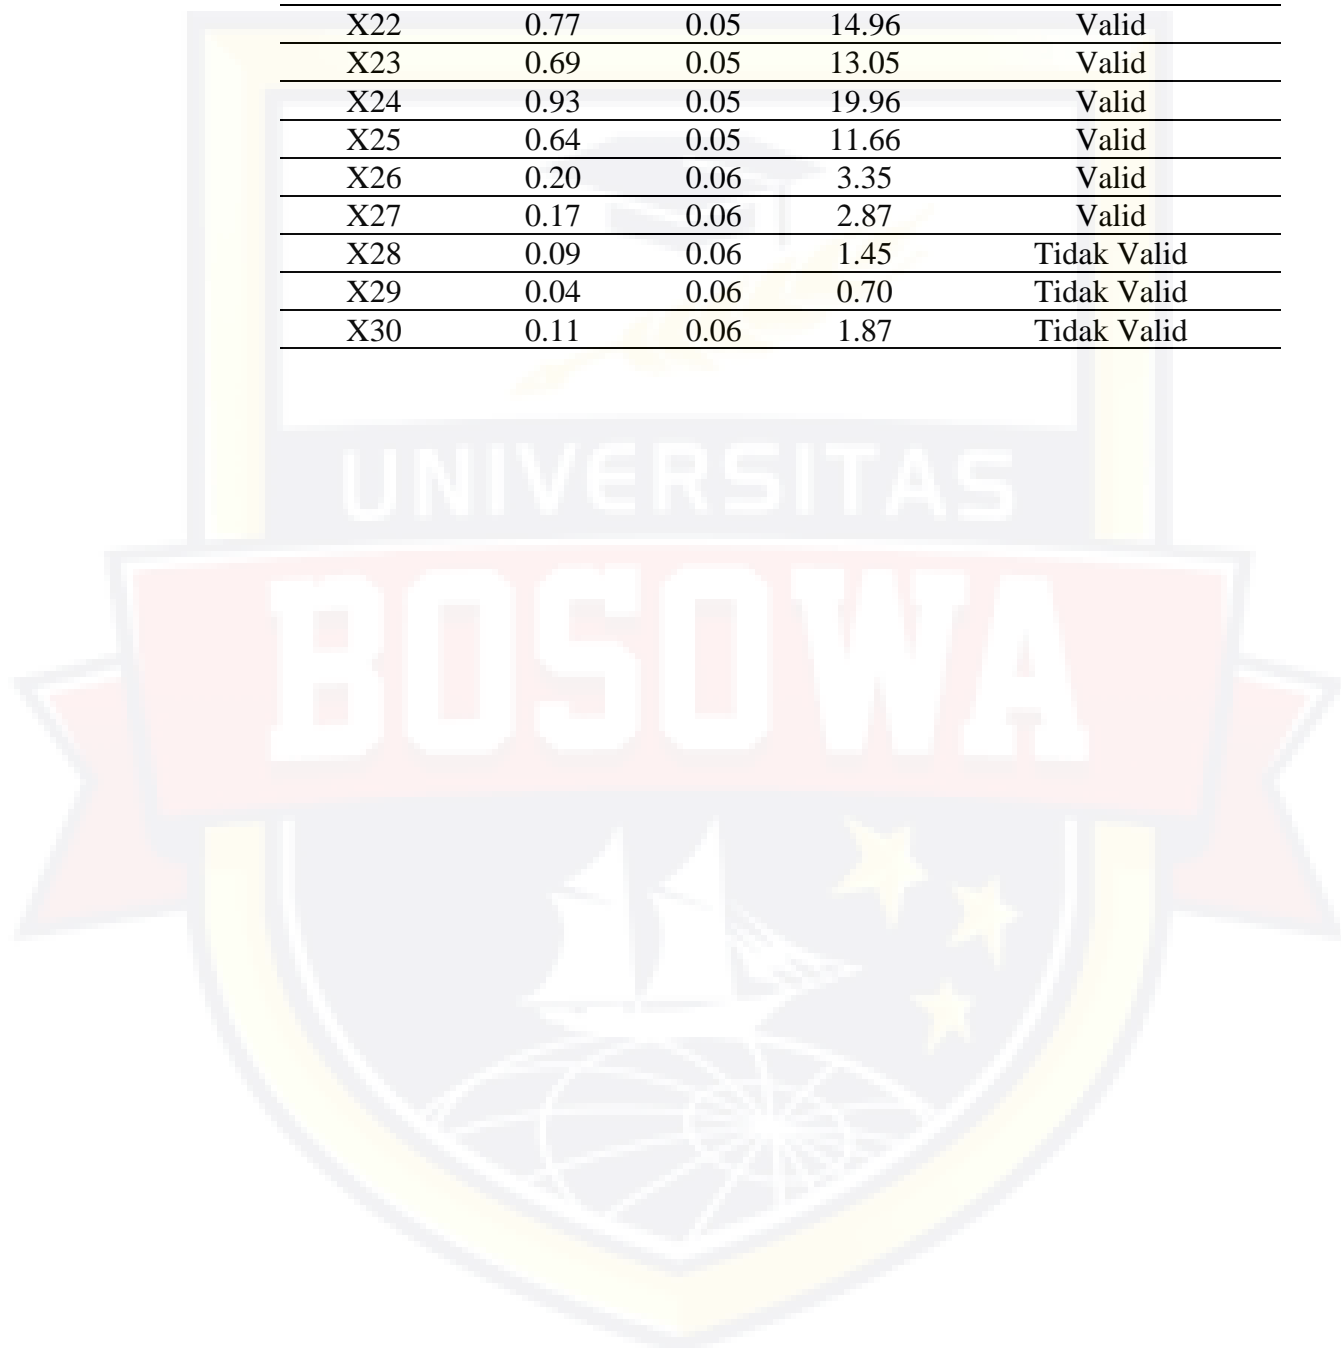 X22 0.77 0.05 14.96 Valid
X23 0.69 0.05 13.05 Valid
X24 0.93 0.05 19.96 Valid
X25 0.64 0.05 11.66 Valid
X26 0.20 0.06 3.35 Valid
X27 0.17 0.06 2.87 Valid
X28 0.09 0.06 1.45 Tidak Valid
X29 0.04 0.06 0.70 Tidak Valid
X30 0.11 0.06 1.87 Tidak Valid
UNIVERSITAS
BOSOWA